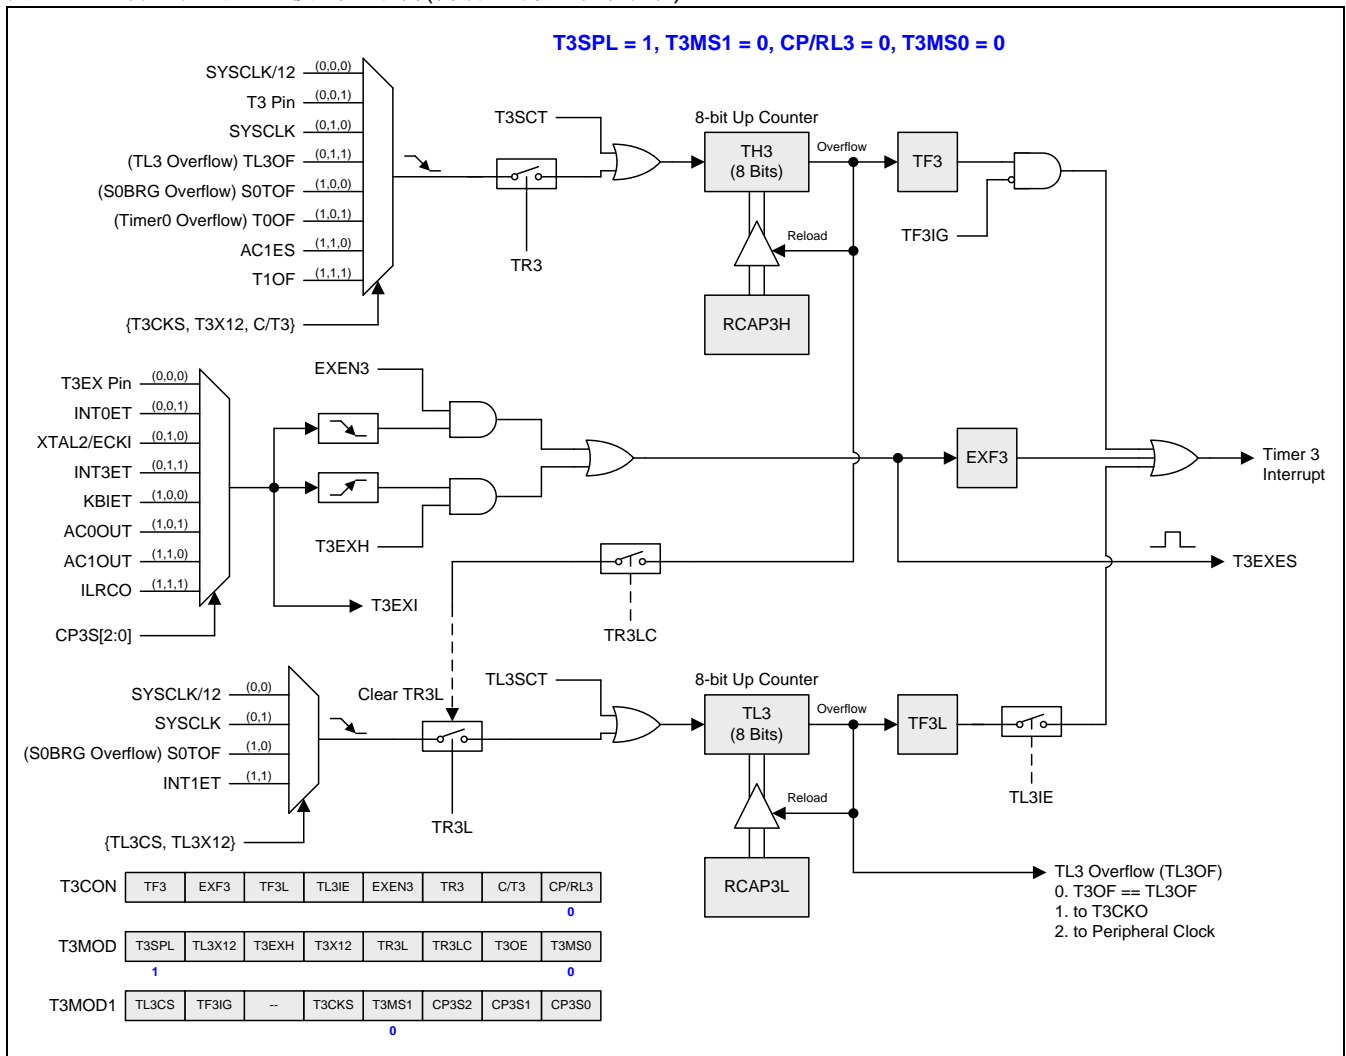 T3SPL = 1, T3MS1 = 0, CP/RL3 = 0, T3MS0 = 0
SYSCLK/12 (0,0,0)
T3 Pin (0,0,1)
SYSCLK (0,1,0)
(TL3 Overflow) TL3OF (0,1,1)
(S0BRG Overflow) S0TOF (1,0,0)
(Timer0 Overflow) T0OF (1,0,1)
AC1ES (1,1,0)
T1OF (1,1,1)
{T3CKS, T3X12, C/T3}
TR3
T3SCT
8-bit Up Counter
TH3
(8 Bits)
Overflow
Reload
RCAP3H
TF3
TF3IG
T3EX Pin (0,0,0)
INT0ET (0,0,1)
XTAL2/ECKI (0,1,0)
INT3ET (0,1,1)
KBIET (1,0,0)
AC0OUT (1,0,1)
AC1OUT (1,1,0)
ILRCO (1,1,1)
CP3S[2:0]
EXEN3
T3EXH
T3EXI
EXF3
Timer 3
Interrupt
T3EXES
TR3LC
SYSCLK/12 (0,0)
SYSCLK (0,1)
(S0BRG Overflow) S0TOF (1,0)
INT1ET (1,1)
{TL3CS, TL3X12}
Clear TR3L
TR3L
TL3SCT
8-bit Up Counter
TL3
(8 Bits)
Overflow
Reload
RCAP3L
TF3L
TL3IE
TL3 Overflow (TL3OF)
0. T3OF == TL3OF
1. to T3CKO
2. to Peripheral Clock
T3CON TF3 EXF3 TF3L TL3IE EXEN3 TR3 C/T3 CP/RL3
0
T3MOD T3SPL TL3X12 T3EXH T3X12 TR3L TR3LC T3OE T3MS0
1 0
T3MOD1 TL3CS TF3IG -- T3CKS T3MS1 CP3S2 CP3S1 CP3S0
0